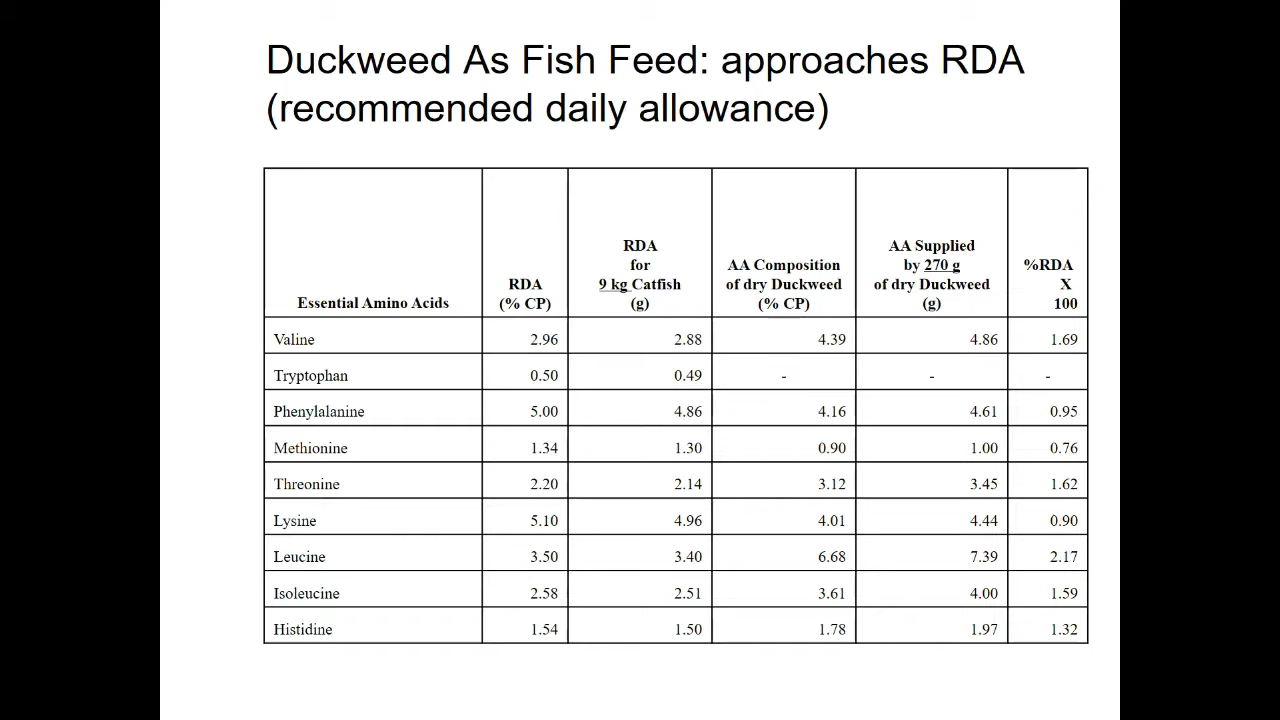 Duckweed As Fish Feed: approaches RDA
(recommended daily allowance)
Essential Amino Acids RDA (% CP) RDA for 9 kg Catfish (g) AA Composition of dry Duckweed (% CP) AA Supplied by 270 g of dry Duckweed (g) %RDA X 100
Valine 2.96 2.88 4.39 4.86 1.69
Tryptophan 0.50 0.49 - - -
Phenylalanine 5.00 4.86 4.16 4.61 0.95
Methionine 1.34 1.30 0.90 1.00 0.76
Threonine 2.20 2.14 3.12 3.45 1.62
Lysine 5.10 4.96 4.01 4.44 0.90
Leucine 3.50 3.40 6.68 7.39 2.17
Isoleucine 2.58 2.51 3.61 4.00 1.59
Histidine 1.54 1.50 1.78 1.97 1.32